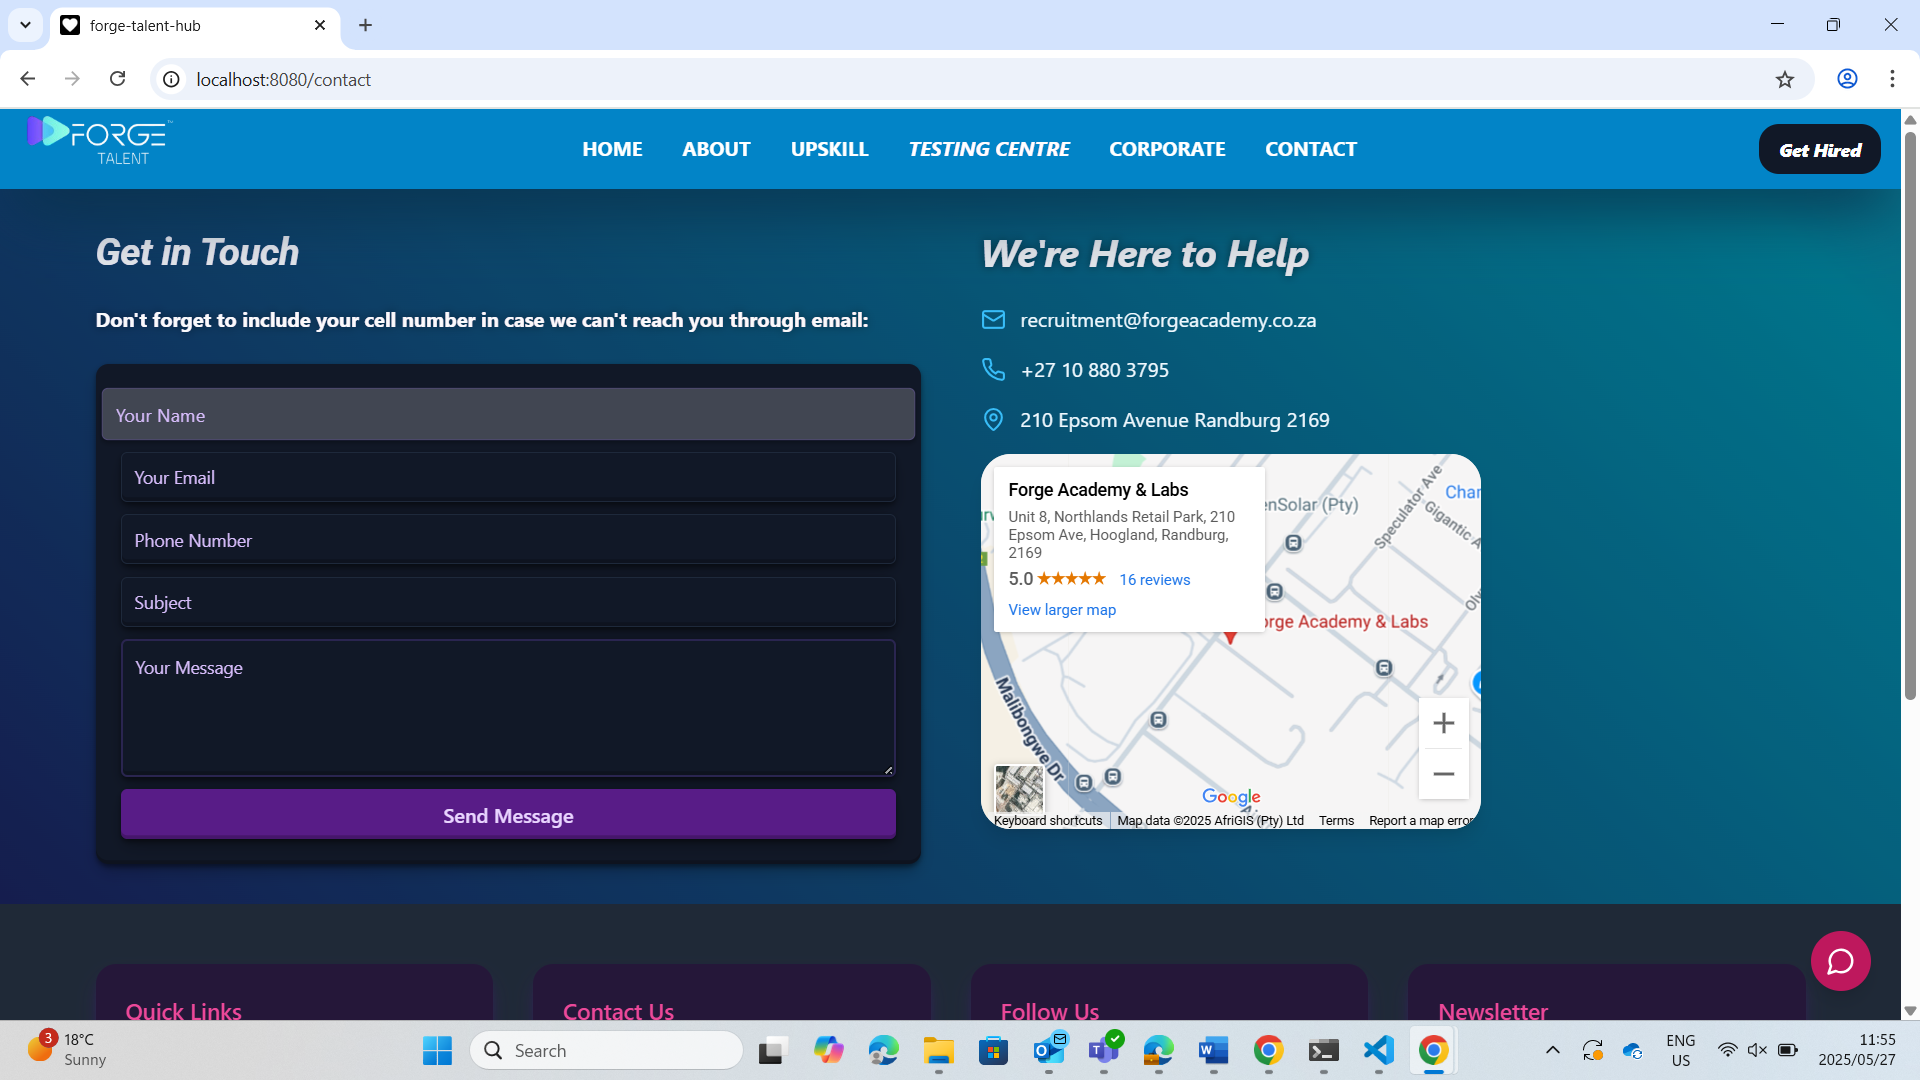 forge-talent-hub
localhost:8080/contact
FORGE™
TALENT
HOME ABOUT UPSKILL TESTING CENTRE CORPORATE CONTACT
Get Hired
Get in Touch
Don't forget to include your cell number in case we can't reach you through email:
Your Name
Your Email
Phone Number
Subject
Your Message
Send Message
We're Here to Help
recruitment@forgeacademy.co.za
+27 10 880 3795
210 Epsom Avenue Randburg 2169
Forge Academy & Labs
Unit 8, Northlands Retail Park, 210
Epsom Ave, Hoogland, Randburg,
2169
5.0 16 reviews
View larger map
enSolar (Pty)
Speculator Ave
Char
Gigantic A
Oly
orge Academy & Labs
Malibongwe Dr
Google
Keyboard shortcuts Map data ©2025 AfriGIS (Pty) Ltd Terms Report a map error
Quick Links
Contact Us
Follow Us
Newsletter
3
18°C
Sunny
Search
ENG
US
11:55
2025/05/27